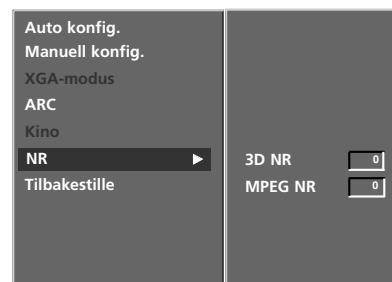 Auto konfig.
Manuell konfig.
XGA-modus
ARC
Kino
NR
Tilbakestille
3D NR 0
MPEG NR 0